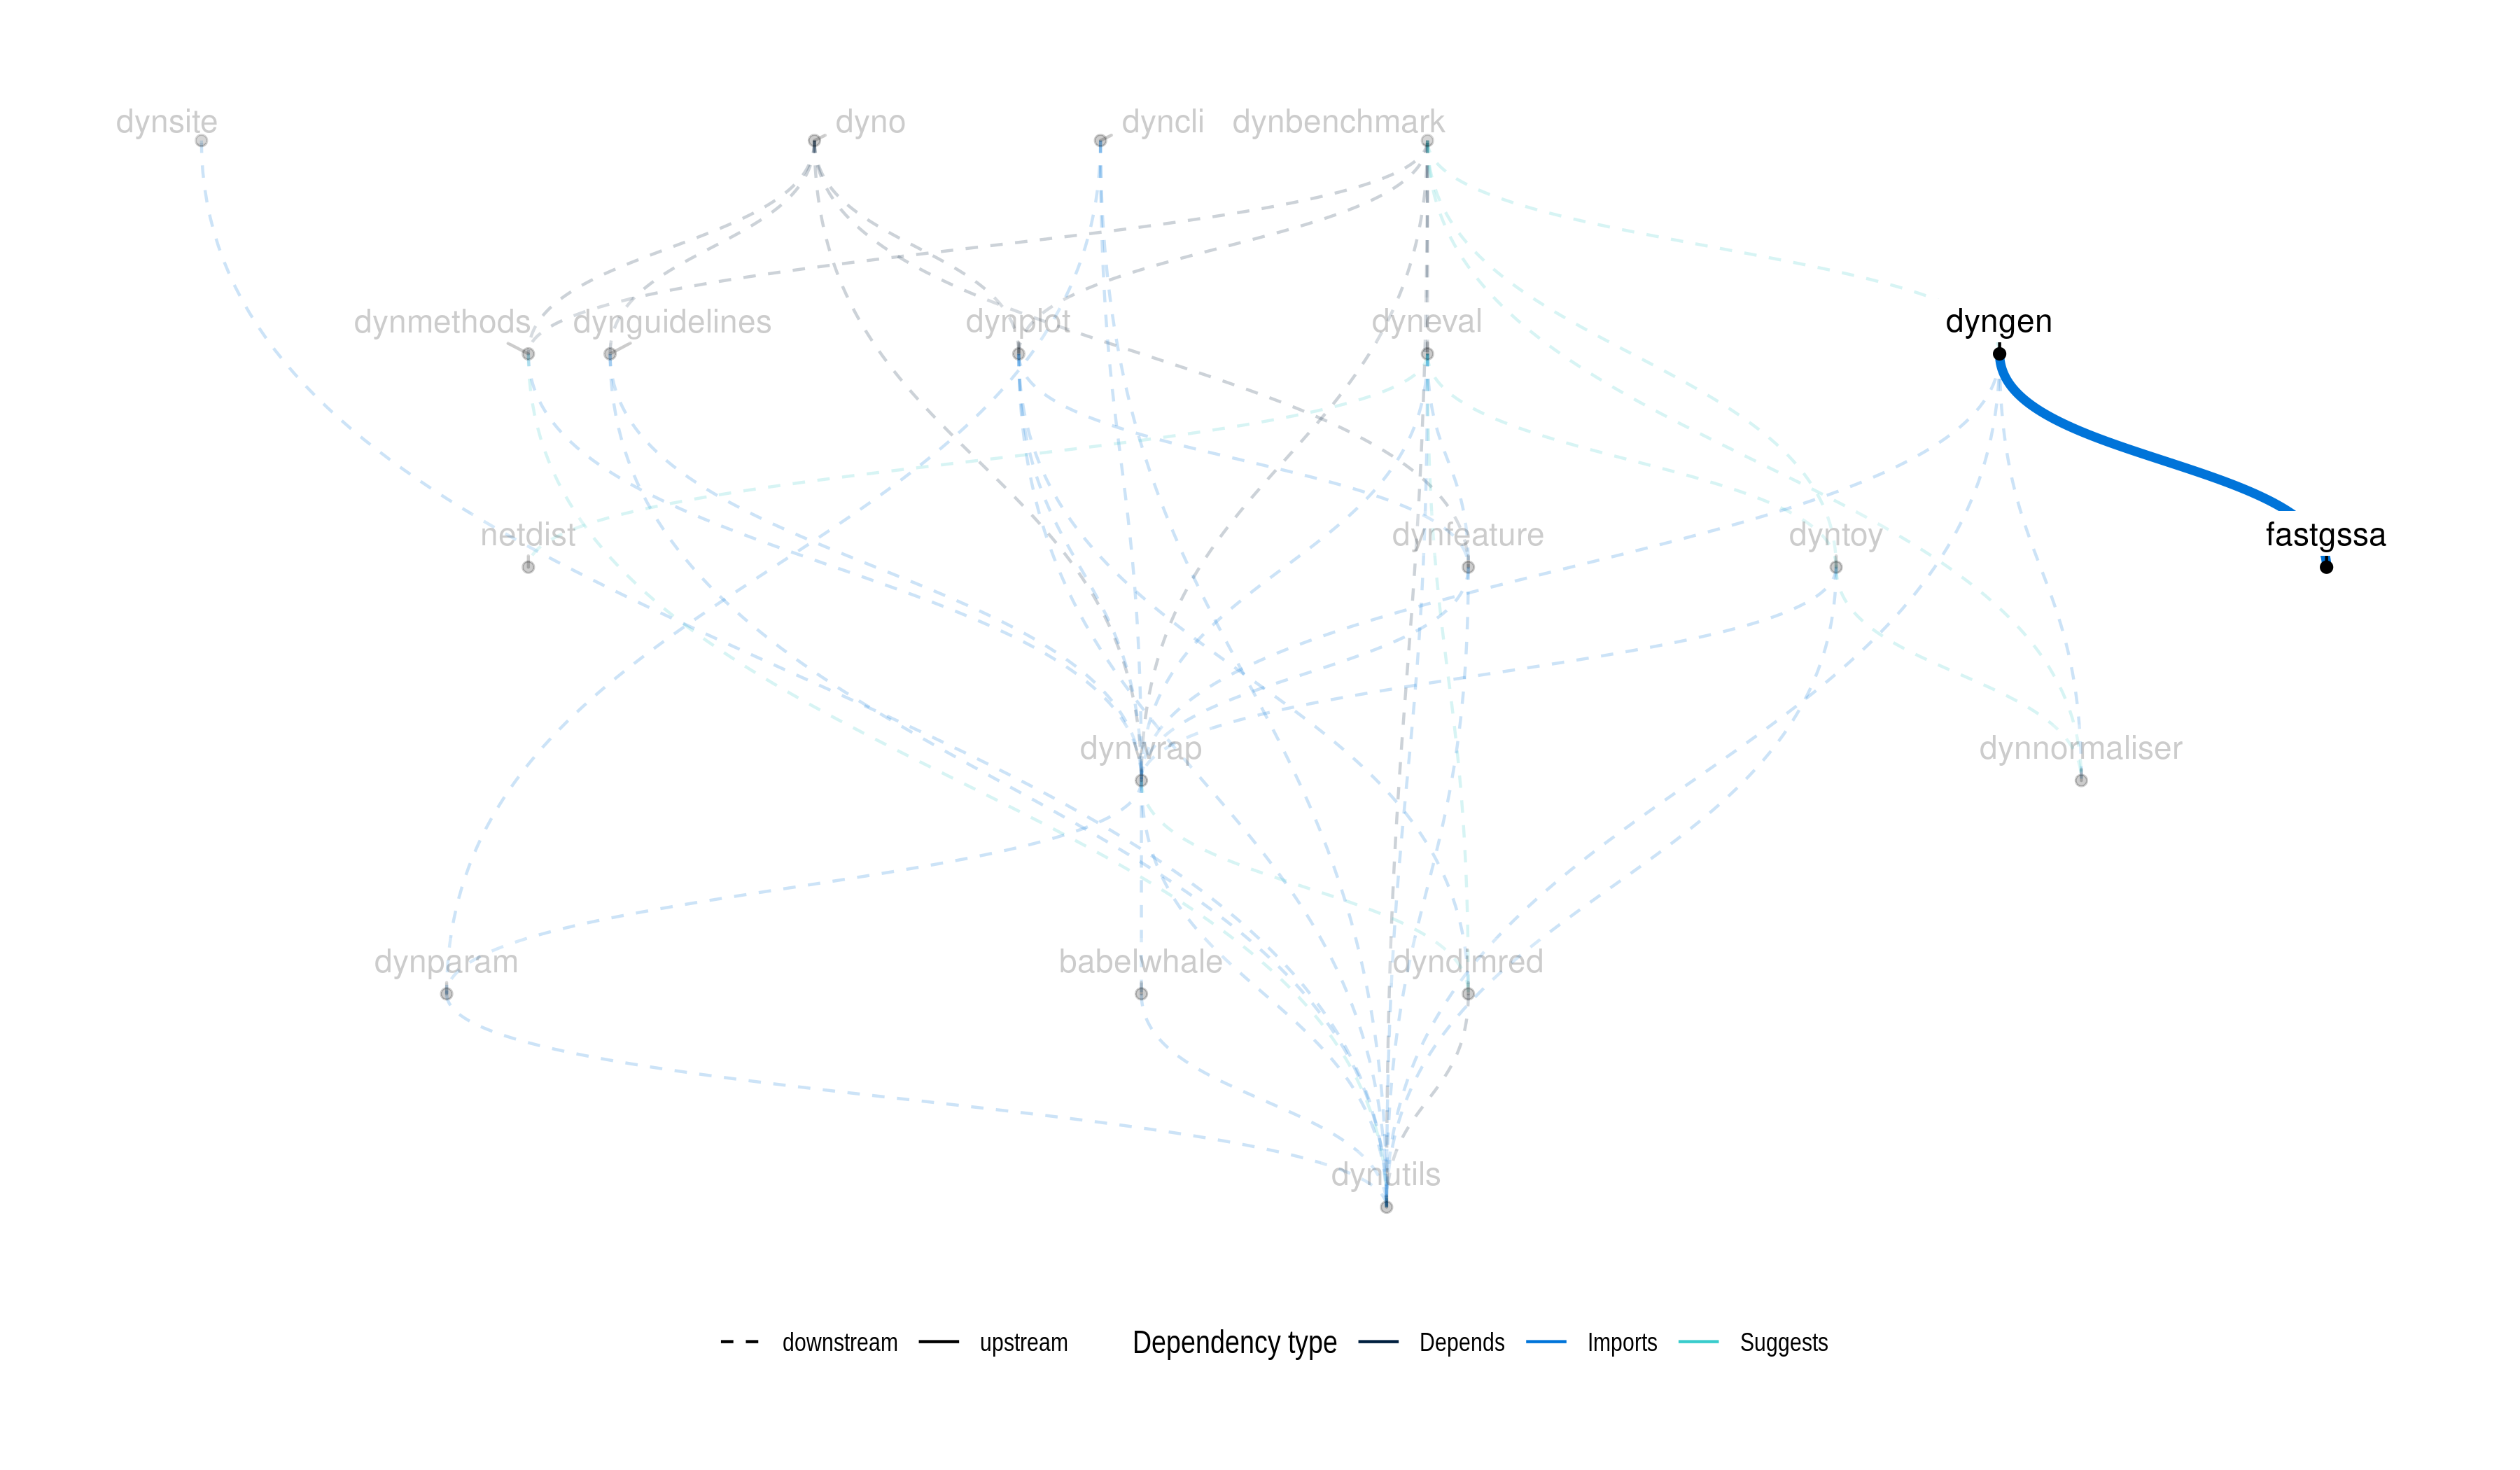 dynsite
dyno
dyncli
dynbenchmark
dynmethods
dynguidelines
dynplot
dyneval
dyngen
netdist
dynfeature
dyntoy
fastgssa
dynwrap
dynnormaliser
dynparam
babelwhale
dyndimred
dynutils
downstream upstream Dependency type Depends Imports Suggests